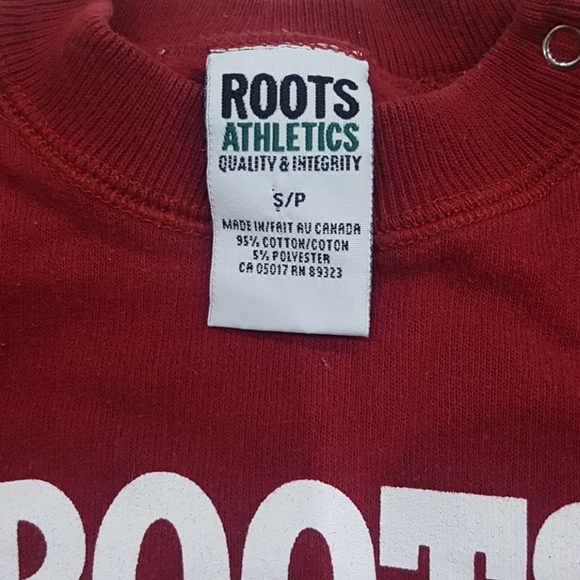 ROOTS
ATHLETICS
QUALITY & INTEGRITY
S/P
MADE IN/FAIT AU CANADA
95% COTTON/COTON
5% POLYESTER
CA 05017 RN 89323
ROOTS